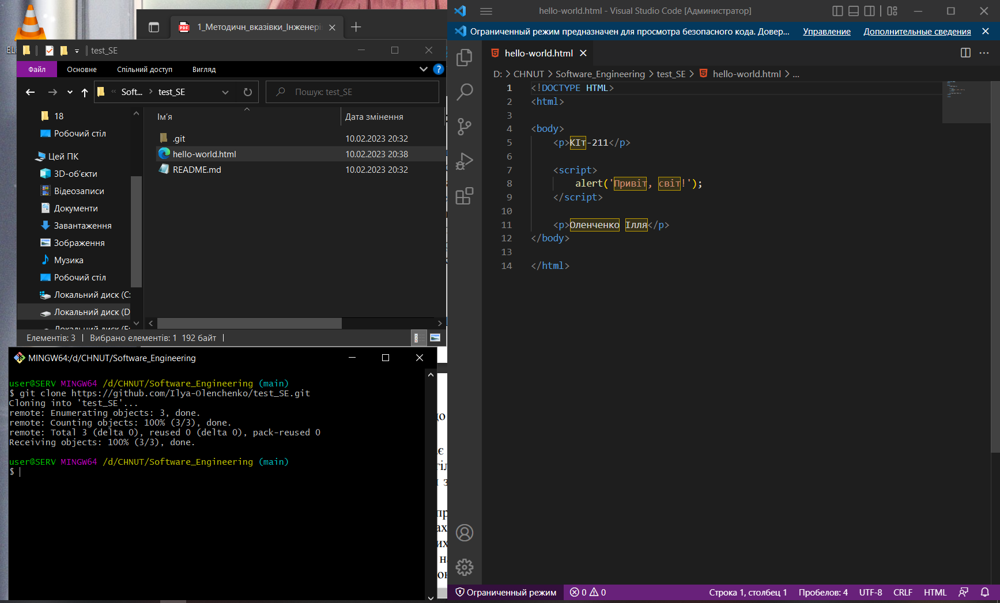 1_Методичн_вказівки_Інженері
EL
test_SE
Файл
Основне
Спільний доступ
Вигляд
?
« Soft... > test_SE
Пошук: test_SE
18
Робочий стіл
Цей ПК
3D-об'єкти
Відеозаписи
Документи
Завантаження
Зображення
Музика
Робочий стіл
Локальний диск (C:
Локальний диск (D
Ім'я
Дата змінення
.git 10.02.2023 20:32
hello-world.html 10.02.2023 20:38
README.md 10.02.2023 20:32
Елементів: 3
Вибрано елементів: 1 192 байт
MINGW64:/d/CHNUT/Software_Engineering
user@SERV MINGW64 /d/CHNUT/Software_Engineering (main)
$ git clone https://github.com/Ilya-Olenchenko/test_SE.git
Cloning into 'test_SE'...
remote: Enumerating objects: 3, done.
remote: Counting objects: 100% (3/3), done.
remote: Total 3 (delta 0), reused 0 (delta 0), pack-reused 0
Receiving objects: 100% (3/3), done.
user@SERV MINGW64 /d/CHNUT/Software_Engineering (main)
$
hello-world.html - Visual Studio Code [Администратор]
Ограниченный режим предназначен для просмотра безопасного кода. Довер...
Управление
Дополнительные сведения
hello-world.html
D: > CHNUT > Software_Engineering > test_SE > hello-world.html > ...
1 <!DOCTYPE HTML>
2 <html>
3
4 <body>
5 <p>КІт-211</p>
6
7 <script>
8 alert('Привіт, світ!');
9 </script>
10
11 <p>Оленченко Ілля</p>
12 </body>
13
14 </html>
Ограниченный режим
0 0
Строка 1, столбец 1
Пробелов: 4
UTF-8
CRLF
HTML